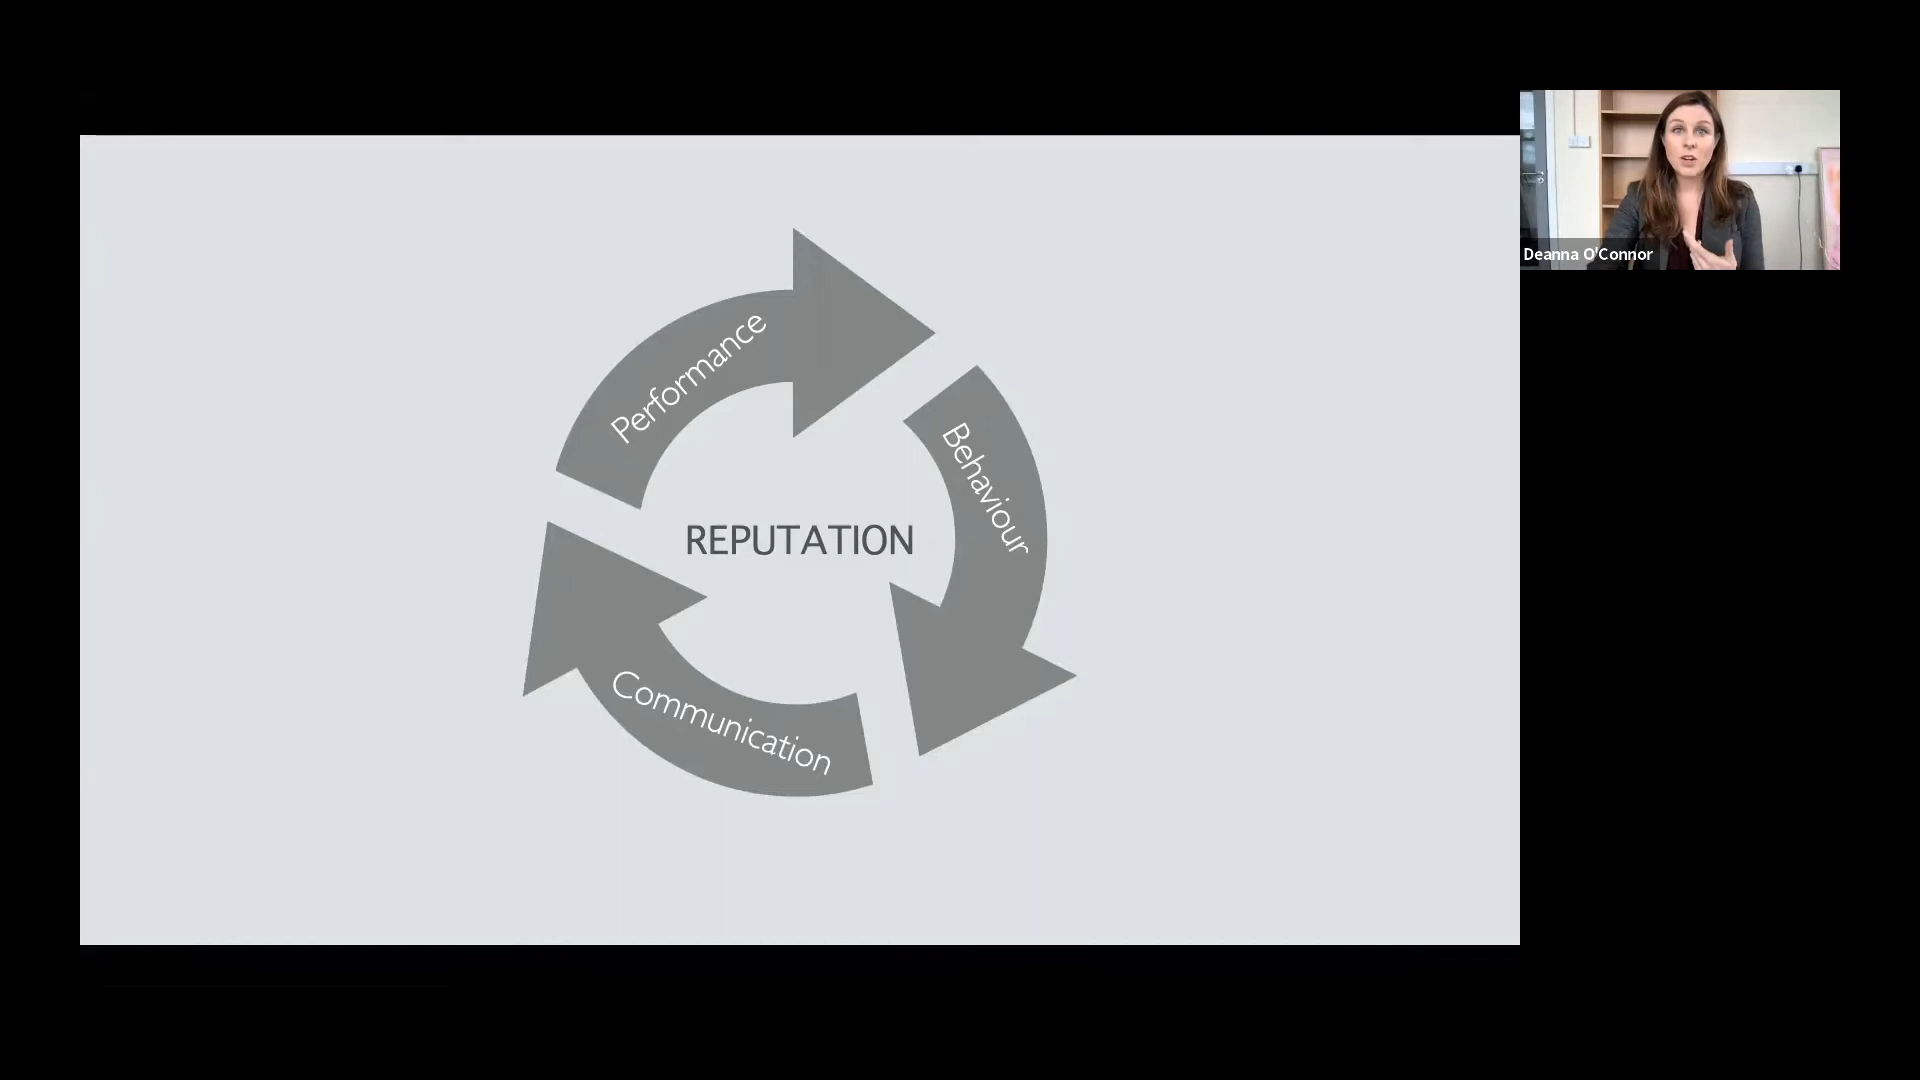 Performance
Behaviour
REPUTATION
Communication
Deanna O'Connor